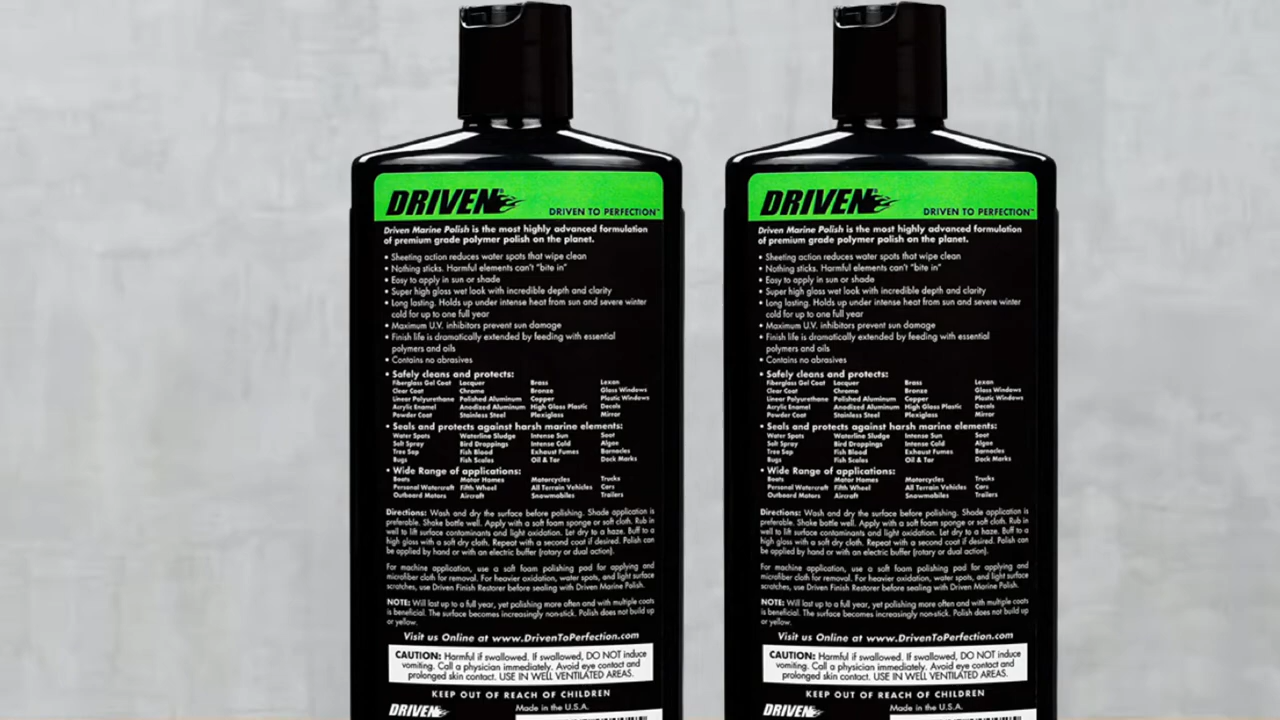 DRIVEN
DRIVEN TO PERFECTION™
Driven Marine Polish is the most highly advanced formulation
of premium grade polymer polish on the planet.
• Sheeting action reduces water spots that wipe clean
• Nothing sticks. Harmful elements can't "bite in"
• Easy to apply in sun or shade
• Super high gloss wet look with incredible depth and clarity
• Long lasting. Holds up under intense heat from sun and severe winter
cold for up to one full year
• Maximum U.V. inhibitors prevent sun damage
• Finish life is dramatically extended by feeding with essential
polymers and oils
• Contains no abrasives
• Safely cleans and protects:
Fiberglass Gel Coat Lacquer Brass Lexan
Clear Coat Chrome Bronze Glass Windows
Linear Polyurethane Polished Aluminum Copper Plastic Windows
Acrylic Enamel Anodized Aluminum High Gloss Plastic Decals
Powder Coat Stainless Steel Plexiglass Mirror
• Seals and protects against harsh marine elements:
Water Spots Waterline Sludge Intense Sun Soot
Salt Spray Bird Droppings Intense Cold Algae
Tree Sap Fish Blood Exhaust Fumes Barnacles
Bugs Fish Scales Oil & Tar Dock Marks
• Wide Range of applications:
Boats Motor Homes Motorcycles Trucks
Personal Watercraft Fifth Wheel All Terrain Vehicles Cars
Outboard Motors Aircraft Snowmobiles Trailers
Directions: Wash and dry the surface before polishing. Shade application is
preferable. Shake bottle well. Apply with a soft foam sponge or soft cloth. Rub in
well to lift surface contaminants and light oxidation. Let dry to a haze. Buff to a
high gloss with a soft dry cloth. Repeat with a second coat if desired. Polish can
be applied by hand or with an electric buffer (rotary or dual action).
For machine application, use a soft foam polishing pad for applying and
microfiber cloth for removal. For heavier oxidation, water spots, and light surface
scratches, use Driven Finish Restorer before sealing with Driven Marine Polish.
NOTE: Will last up to a full year, yet polishing more often and with multiple coats
is beneficial. The surface becomes increasingly non-stick. Polish does not build up
or yellow.
Visit us Online at www.DrivenToPerfection.com
CAUTION: Harmful if swallowed. If swallowed, DO NOT induce
vomiting. Call a physician immediately. Avoid eye contact and
prolonged skin contact. USE IN WELL VENTILATED AREAS.
KEEP OUT OF REACH OF CHILDREN
DRIVEN
Made in the U.S.A.
DRIVEN
DRIVEN TO PERFECTION™
Driven Marine Polish is the most highly advanced formulation
of premium grade polymer polish on the planet.
• Sheeting action reduces water spots that wipe clean
• Nothing sticks. Harmful elements can't "bite in"
• Easy to apply in sun or shade
• Super high gloss wet look with incredible depth and clarity
• Long lasting. Holds up under intense heat from sun and severe winter
cold for up to one full year
• Maximum U.V. inhibitors prevent sun damage
• Finish life is dramatically extended by feeding with essential
polymers and oils
• Contains no abrasives
• Safely cleans and protects:
Fiberglass Gel Coat Lacquer Brass Lexan
Clear Coat Chrome Bronze Glass Windows
Linear Polyurethane Polished Aluminum Copper Plastic Windows
Acrylic Enamel Anodized Aluminum High Gloss Plastic Decals
Powder Coat Stainless Steel Plexiglass Mirror
• Seals and protects against harsh marine elements:
Water Spots Waterline Sludge Intense Sun Soot
Salt Spray Bird Droppings Intense Cold Algae
Tree Sap Fish Blood Exhaust Fumes Barnacles
Bugs Fish Scales Oil & Tar Dock Marks
• Wide Range of applications:
Boats Motor Homes Motorcycles Trucks
Personal Watercraft Fifth Wheel All Terrain Vehicles Cars
Outboard Motors Aircraft Snowmobiles Trailers
Directions: Wash and dry the surface before polishing. Shade application is
preferable. Shake bottle well. Apply with a soft foam sponge or soft cloth. Rub in
well to lift surface contaminants and light oxidation. Let dry to a haze. Buff to a
high gloss with a soft dry cloth. Repeat with a second coat if desired. Polish can
be applied by hand or with an electric buffer (rotary or dual action).
For machine application, use a soft foam polishing pad for applying and
microfiber cloth for removal. For heavier oxidation, water spots, and light surface
scratches, use Driven Finish Restorer before sealing with Driven Marine Polish.
NOTE: Will last up to a full year, yet polishing more often and with multiple coats
is beneficial. The surface becomes increasingly non-stick. Polish does not build up
or yellow.
Visit us Online at www.DrivenToPerfection.com
CAUTION: Harmful if swallowed. If swallowed, DO NOT induce
vomiting. Call a physician immediately. Avoid eye contact and
prolonged skin contact. USE IN WELL VENTILATED AREAS.
KEEP OUT OF REACH OF CHILDREN
DRIVEN
Made in the U.S.A.